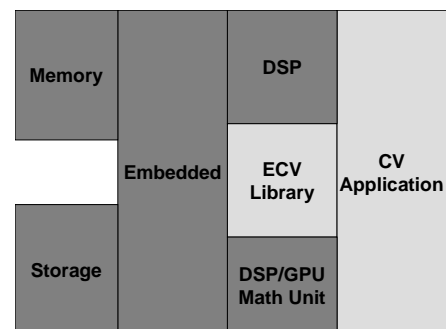 Memory
Storage
Embedded
DSP
ECV
Library
DSP/GPU
Math Unit
CV
Application